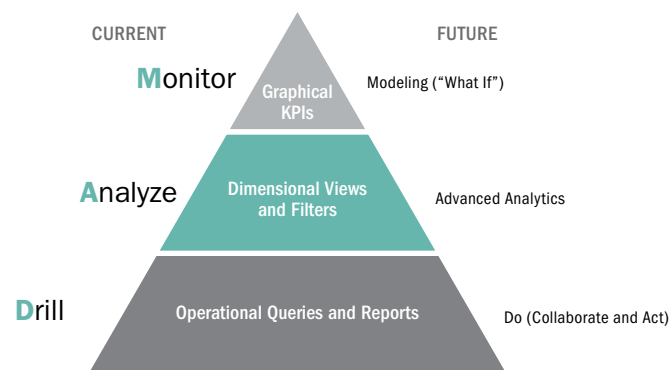 CURRENT
FUTURE
Monitor
Graphical
KPIs
Modeling (“What If”)
Analyze
Dimensional Views
and Filters
Advanced Analytics
Drill
Operational Queries and Reports
Do (Collaborate and Act)